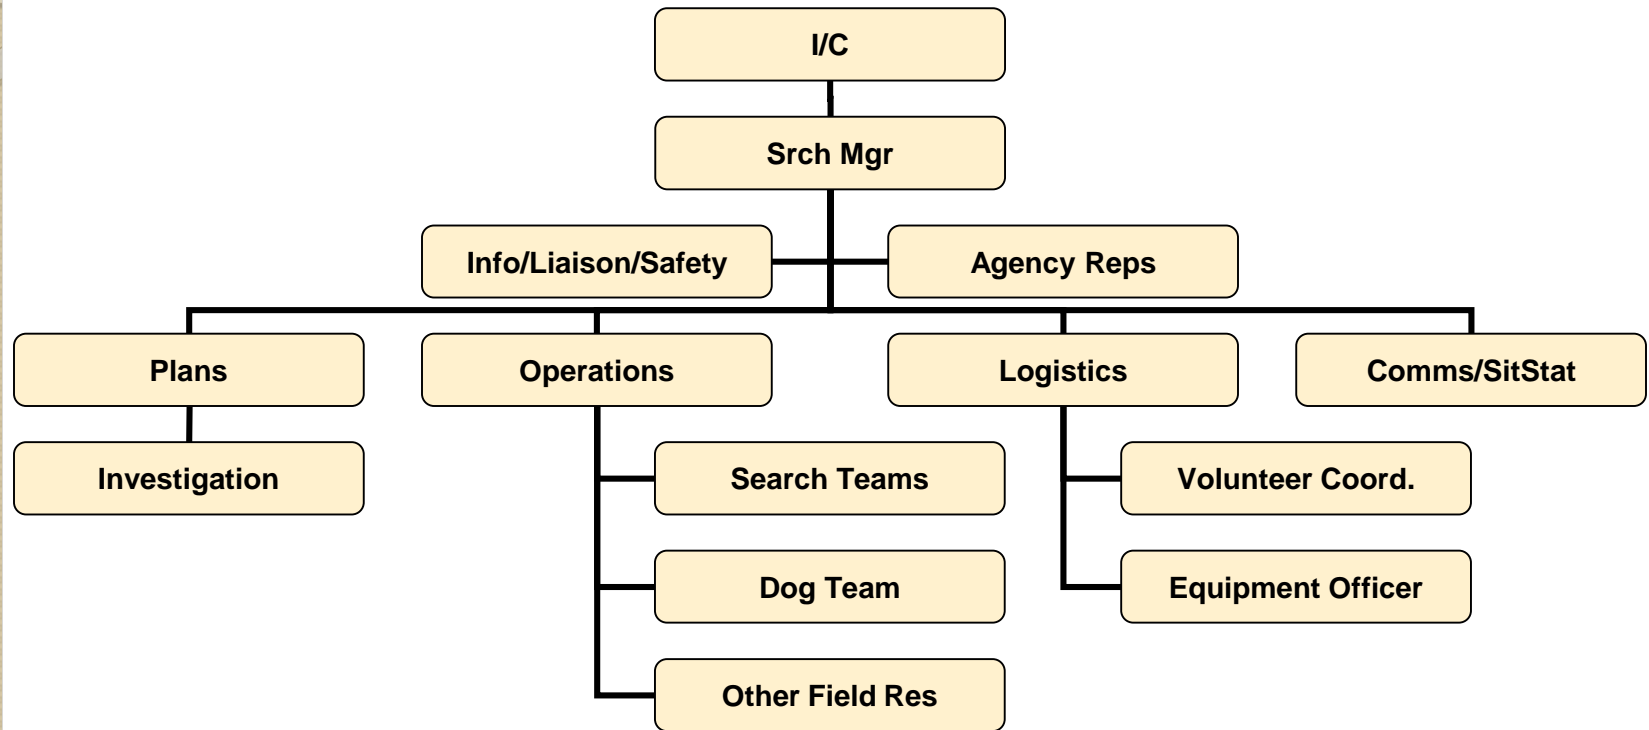 I/C
Srch Mgr
Info/Liaison/Safety
Agency Reps
Plans
Operations
Logistics
Comms/SitStat
Investigation
Search Teams
Volunteer Coord.
Dog Team
Equipment Officer
Other Field Res